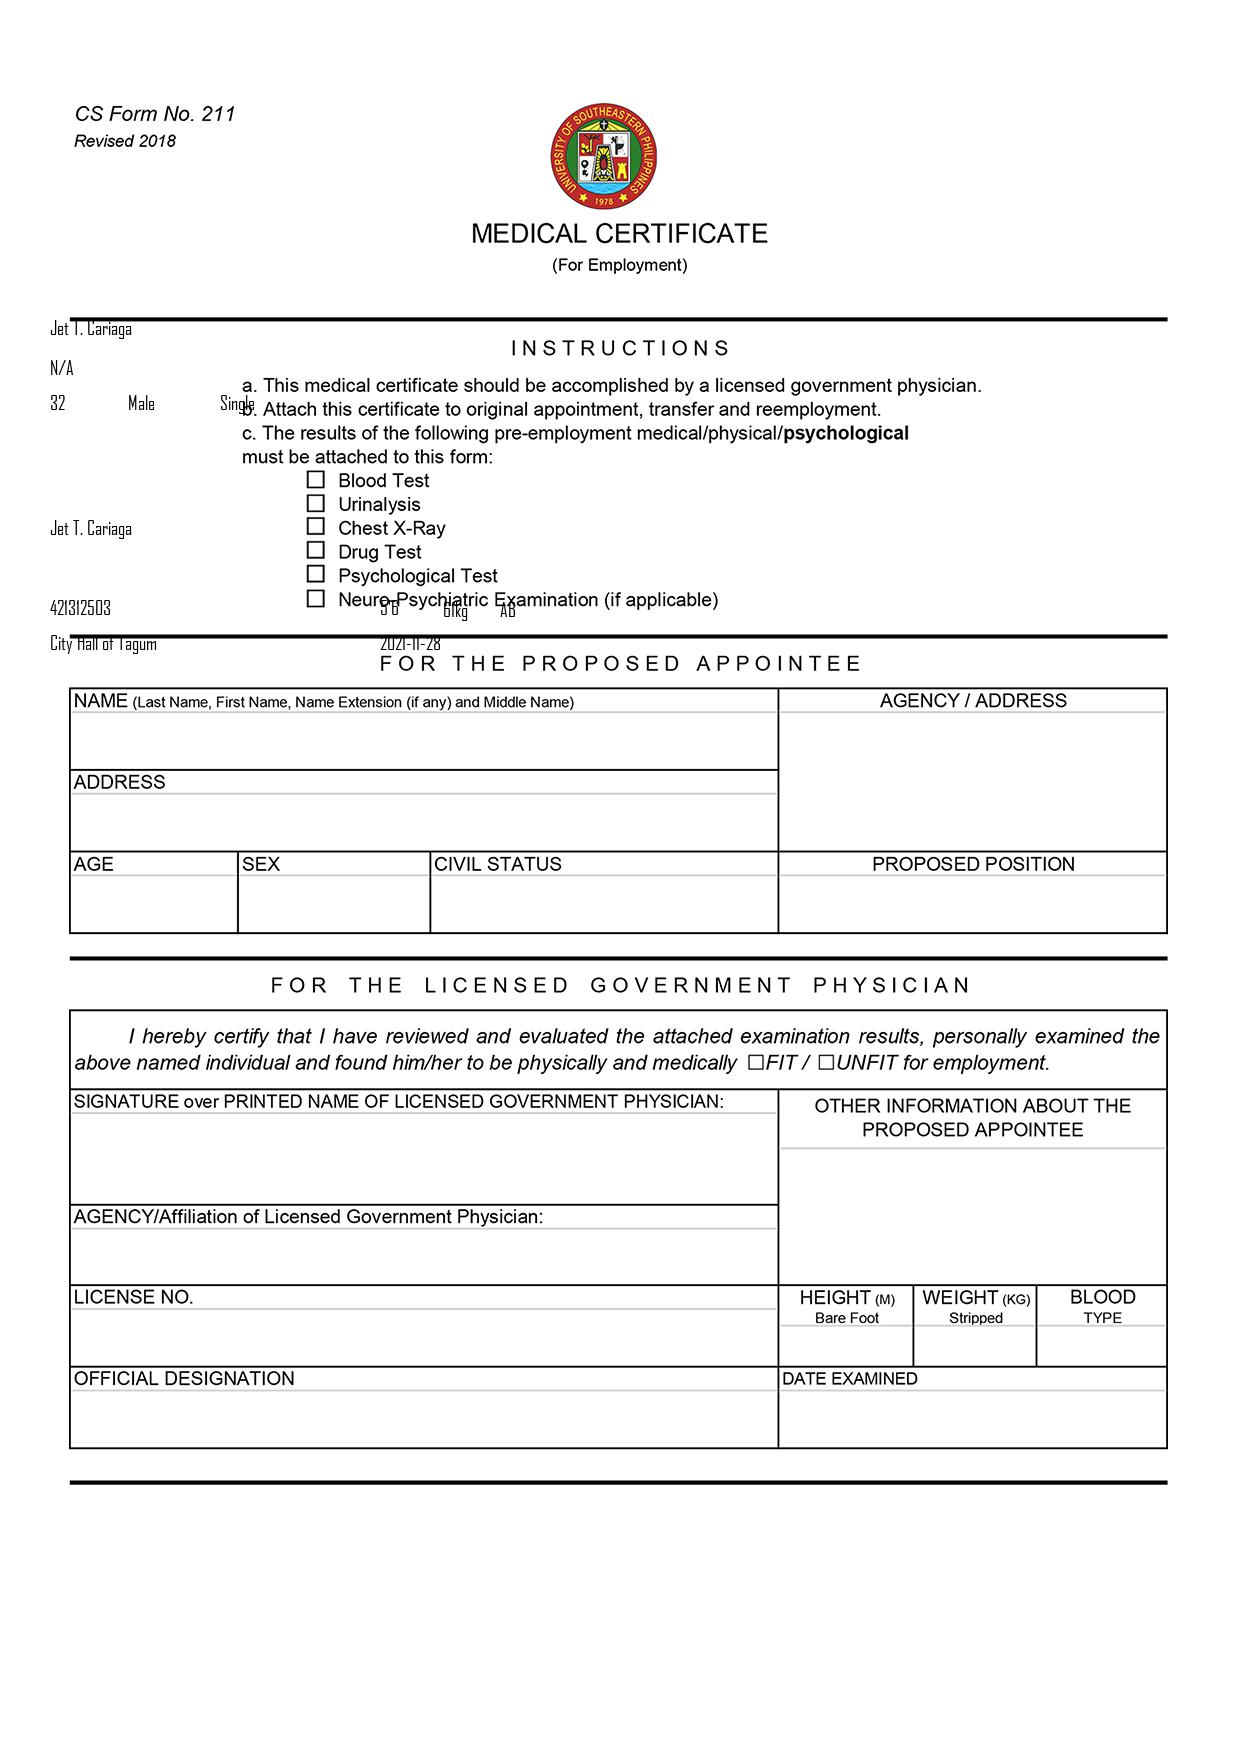 CS Form No. 211
Revised 2018
UNIVERSITY OF SOUTHEASTERN PHILIPPINES
1978
MEDICAL CERTIFICATE
(For Employment)
Jet T. Cariaga
INSTRUCTIONS
N/A
a. This medical certificate should be accomplished by a licensed government physician.
32 Male Single
b. Attach this certificate to original appointment, transfer and reemployment.
c. The results of the following pre-employment medical/physical/psychological
must be attached to this form:
Blood Test
Urinalysis
Chest X-Ray
Jet T. Cariaga
Drug Test
Psychological Test
Neuro-Psychiatric Examination (if applicable)
421312503 5'6 61kg AB
City Hall of Tagum 2021-11-28
FOR THE PROPOSED APPOINTEE
NAME (Last Name, First Name, Name Extension (if any) and Middle Name)
AGENCY / ADDRESS
ADDRESS
AGE SEX CIVIL STATUS PROPOSED POSITION
FOR THE LICENSED GOVERNMENT PHYSICIAN
I hereby certify that I have reviewed and evaluated the attached examination results, personally examined the
above named individual and found him/her to be physically and medically ☐FIT / ☐UNFIT for employment.
SIGNATURE over PRINTED NAME OF LICENSED GOVERNMENT PHYSICIAN:
OTHER INFORMATION ABOUT THE
PROPOSED APPOINTEE
AGENCY/Affiliation of Licensed Government Physician:
LICENSE NO.
HEIGHT (M) WEIGHT (KG) BLOOD
Bare Foot Stripped TYPE
OFFICIAL DESIGNATION
DATE EXAMINED